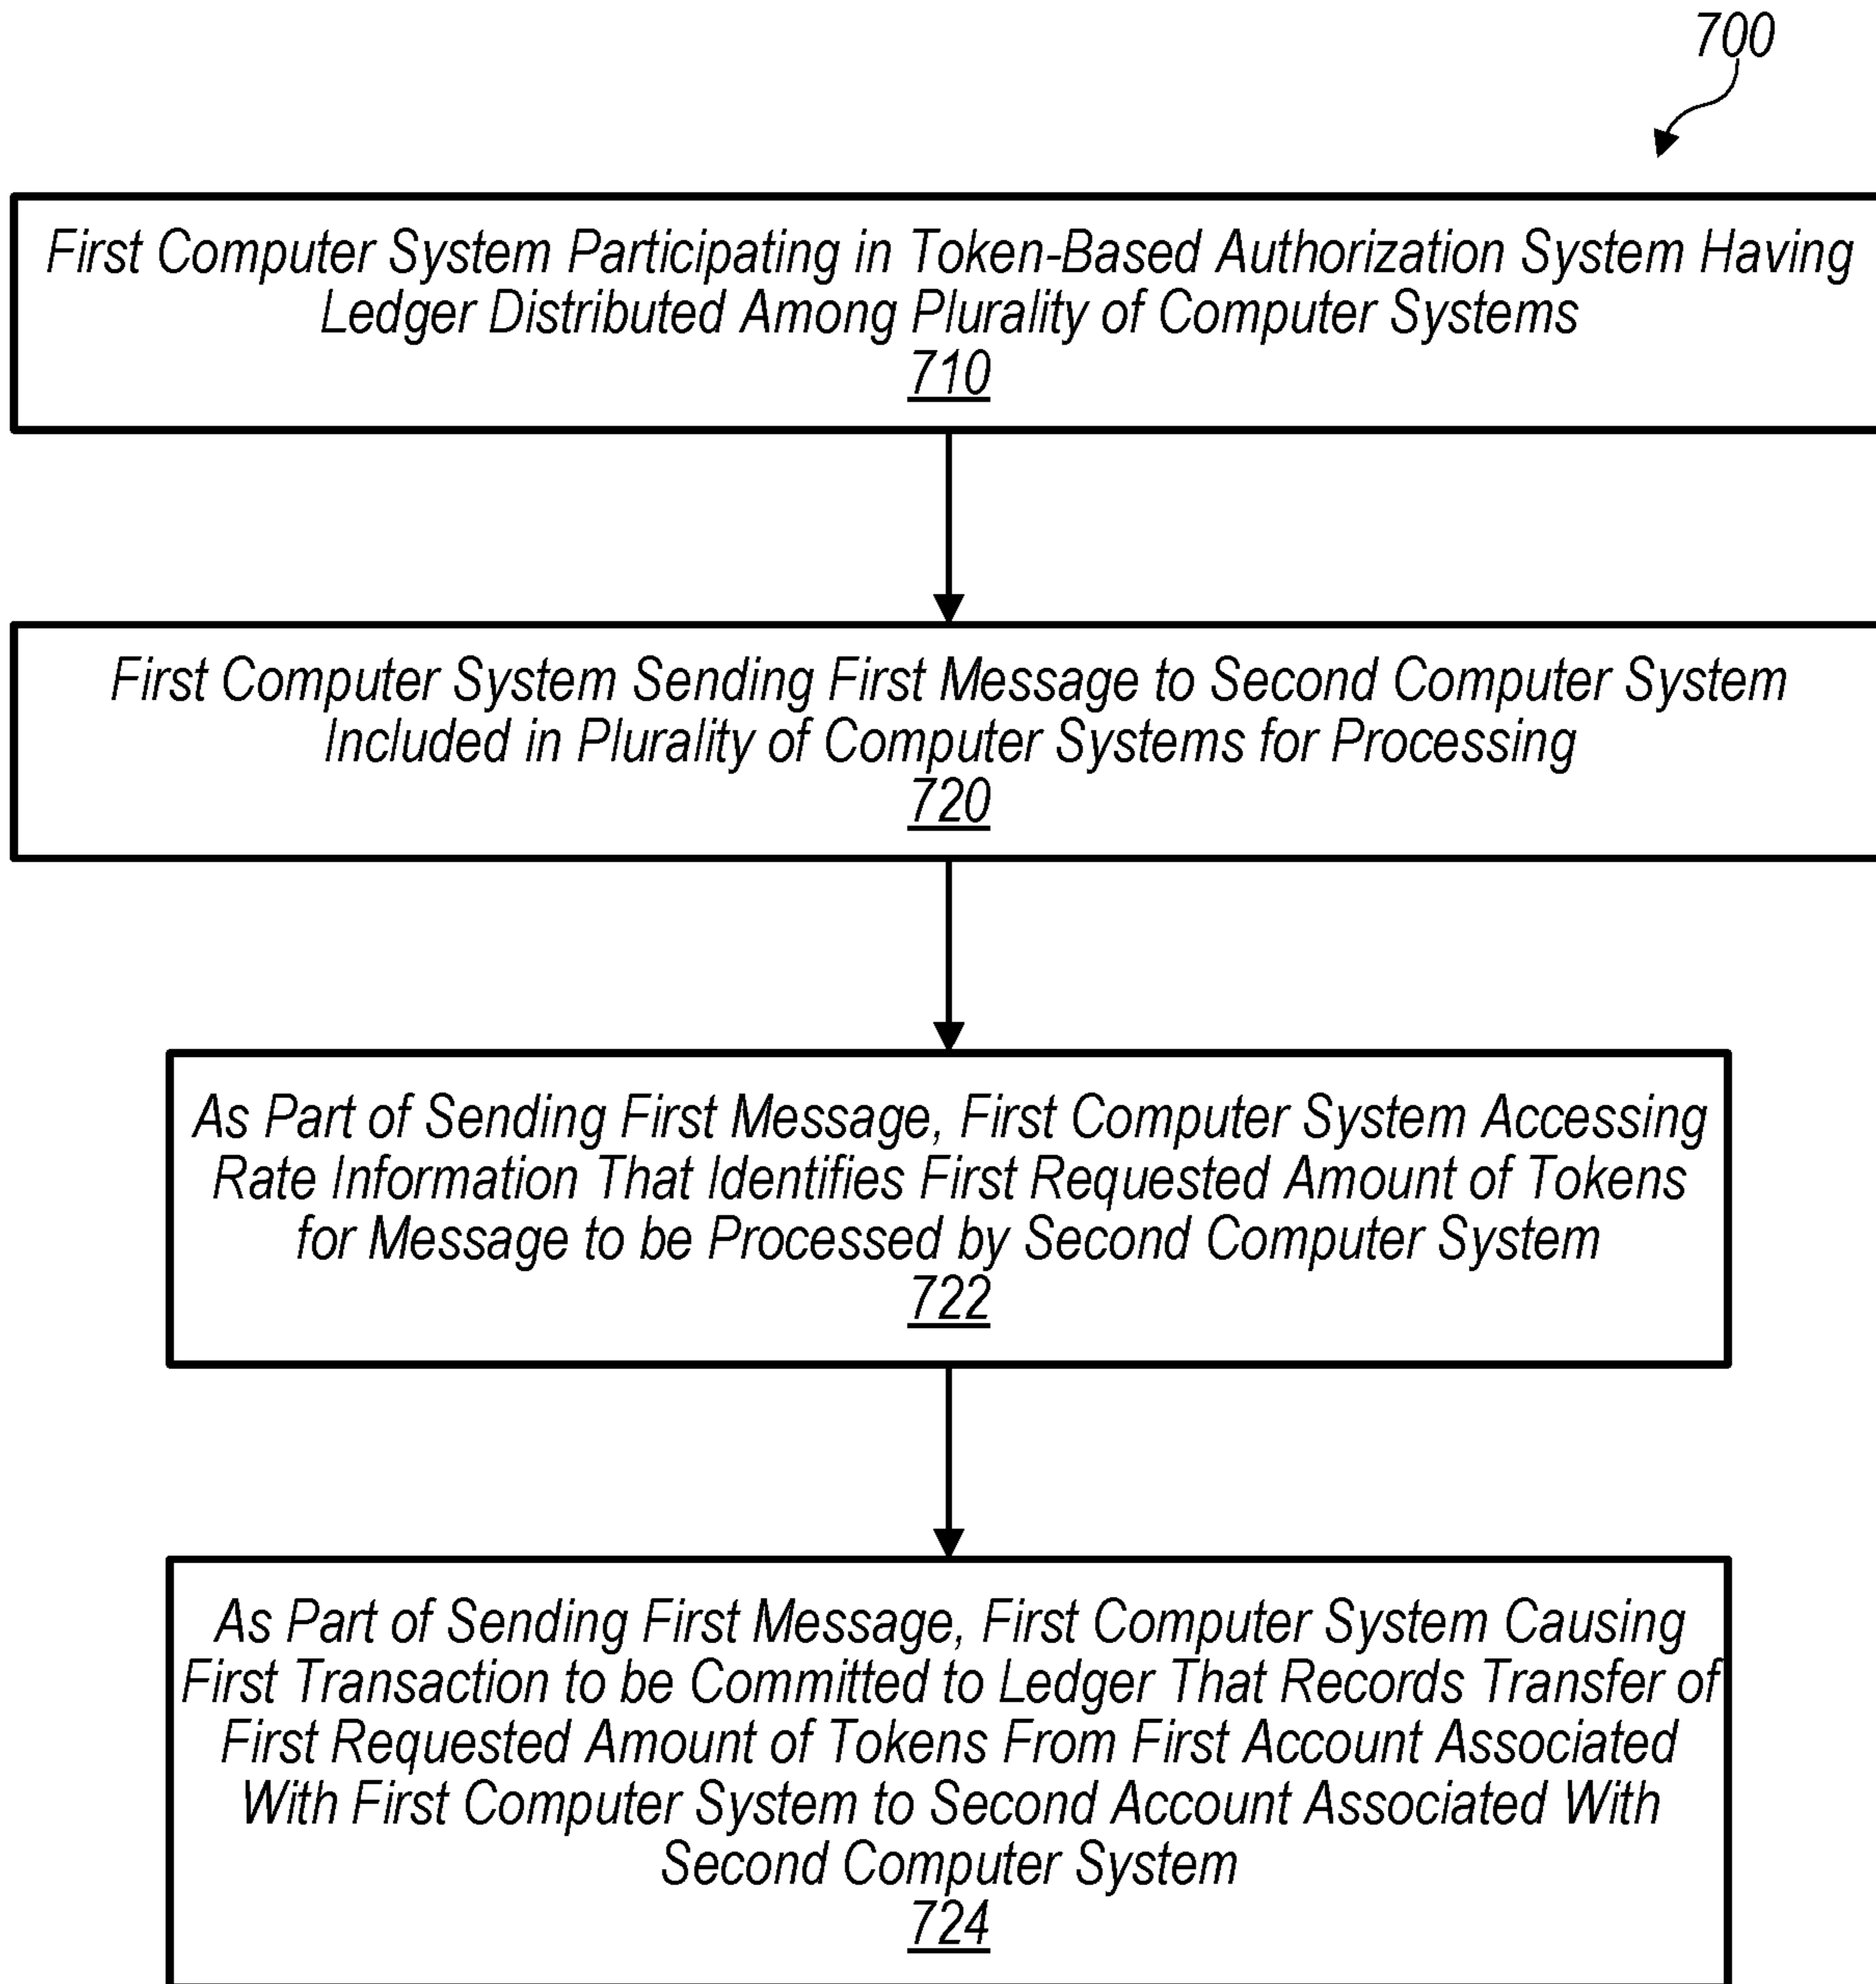 700
First Computer System Participating in Token-Based Authorization System Having
Ledger Distributed Among Plurality of Computer Systems
710
First Computer System Sending First Message to Second Computer System
Included in Plurality of Computer Systems for Processing
720
As Part of Sending First Message, First Computer System Accessing
Rate Information That Identifies First Requested Amount of Tokens
for Message to be Processed by Second Computer System
722
As Part of Sending First Message, First Computer System Causing
First Transaction to be Committed to Ledger That Records Transfer of
First Requested Amount of Tokens From First Account Associated
With First Computer System to Second Account Associated With
Second Computer System
724